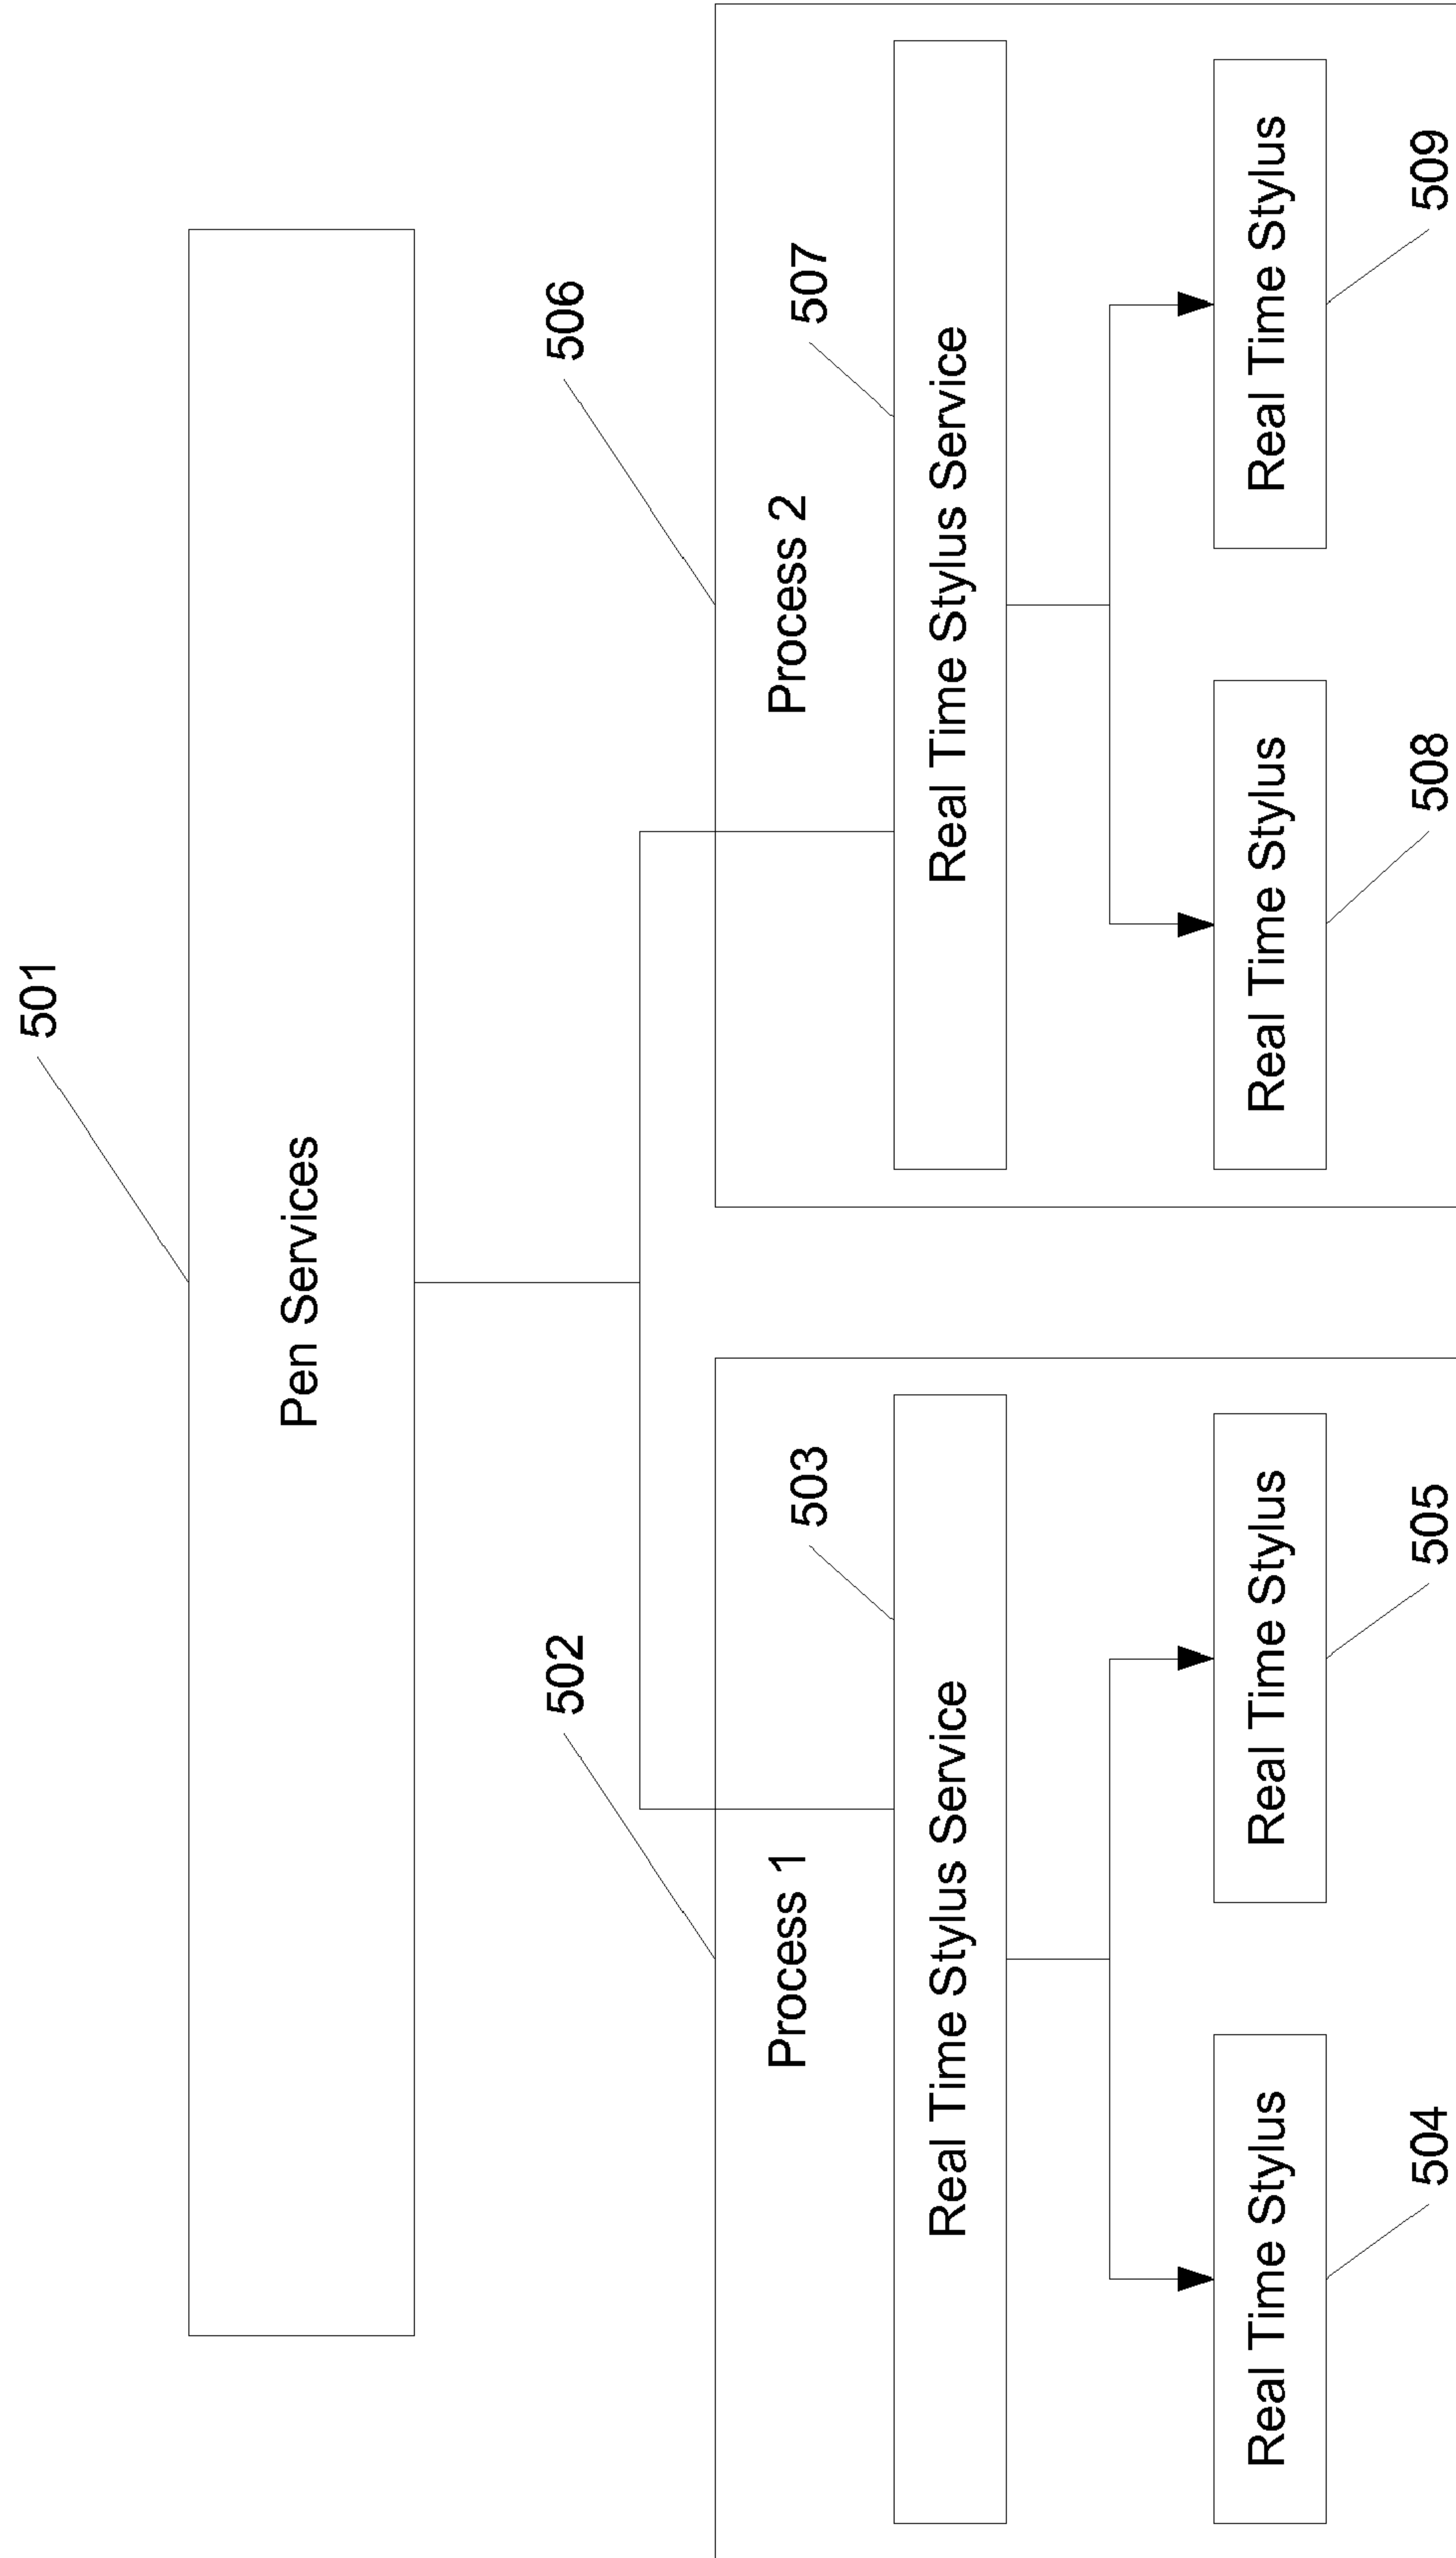 501
Pen Services
502
506
Process 1
503
Process 2
507
Real Time Stylus Service
Real Time Stylus Service
Real Time Stylus
Real Time Stylus
Real Time Stylus
Real Time Stylus
504
505
508
509